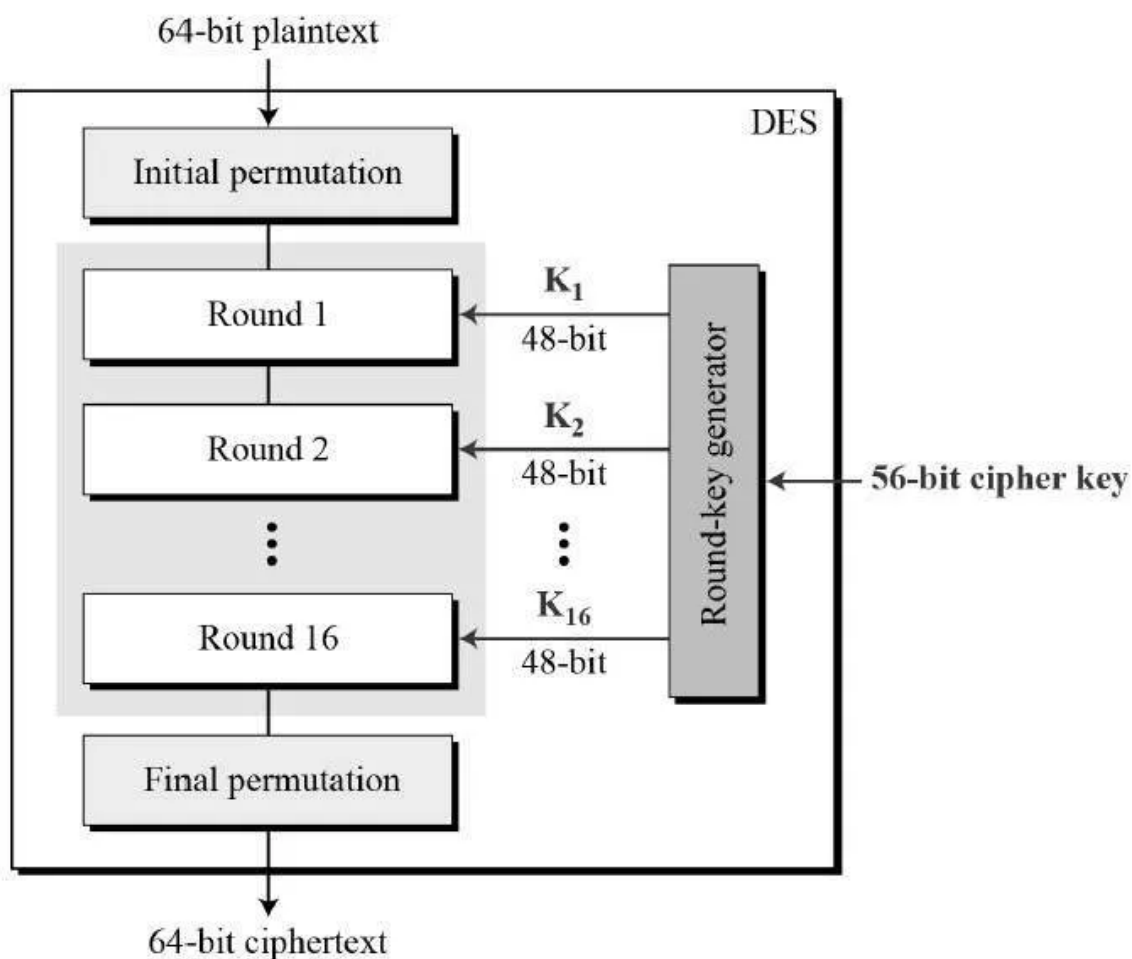 64-bit plaintext
DES
Initial permutation
Round 1
K1
48-bit
Round 2
K2
48-bit
Round-key generator
56-bit cipher key
Round 16
K16
48-bit
Final permutation
64-bit ciphertext